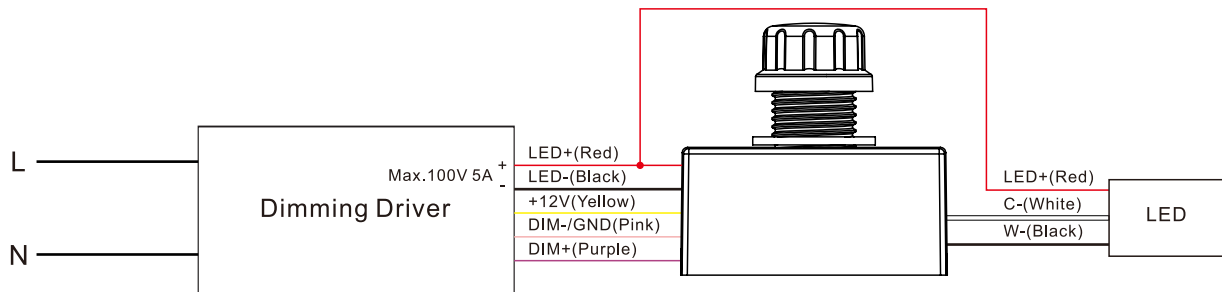 L
N
Max.100V 5A
+
-
Dimming Driver
LED+(Red)
LED-(Black)
+12V(Yellow)
DIM-/GND(Pink)
DIM+(Purple)
LED+(Red)
C-(White)
W-(Black)
LED